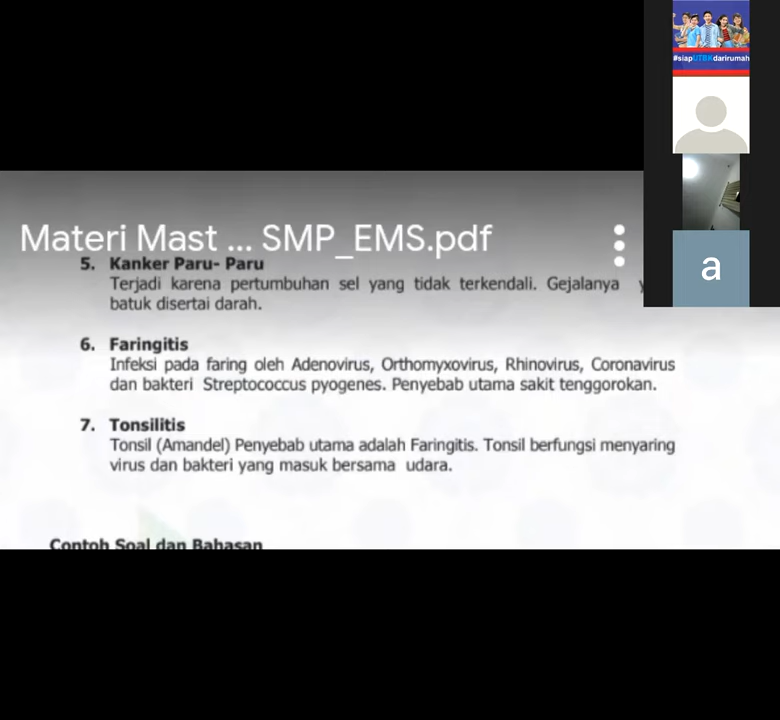 #siapUTBKdarirumah
Materi Mast ... SMP_EMS.pdf
5. Kanker Paru- Paru
Terjadi karena pertumbuhan sel yang tidak terkendali. Gejalanya
batuk disertai darah.
6. Faringitis
Infeksi pada faring oleh Adenovirus, Orthomyxovirus, Rhinovirus, Coronavirus
dan bakteri Streptococcus pyogenes. Penyebab utama sakit tenggorokan.
7. Tonsilitis
Tonsil (Amandel) Penyebab utama adalah Faringitis. Tonsil berfungsi menyaring
virus dan bakteri yang masuk bersama udara.
Contoh Soal dan Bahasan
a